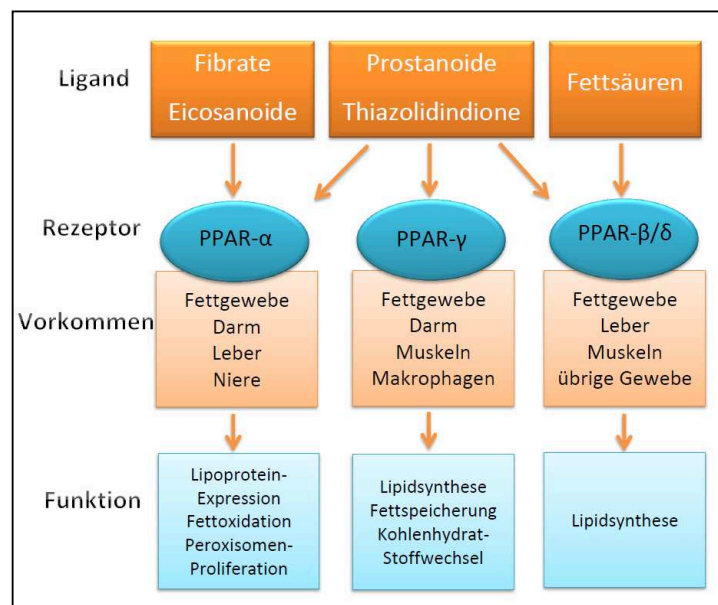 Ligand
Fibrate
Eicosanoide
Prostanoide
Thiazolidindione
Fettsäuren
Rezeptor
PPAR-α
PPAR-γ
PPAR-β/δ
Vorkommen
Fettgewebe
Darm
Leber
Niere
Fettgewebe
Darm
Muskeln
Makrophagen
Fettgewebe
Leber
Muskeln
übrige Gewebe
Funktion
Lipoprotein-
Expression
Fettoxidation
Peroxisomen-
Proliferation
Lipidsynthese
Fettspeicherung
Kohlenhydrat-
Stoffwechsel
Lipidsynthese